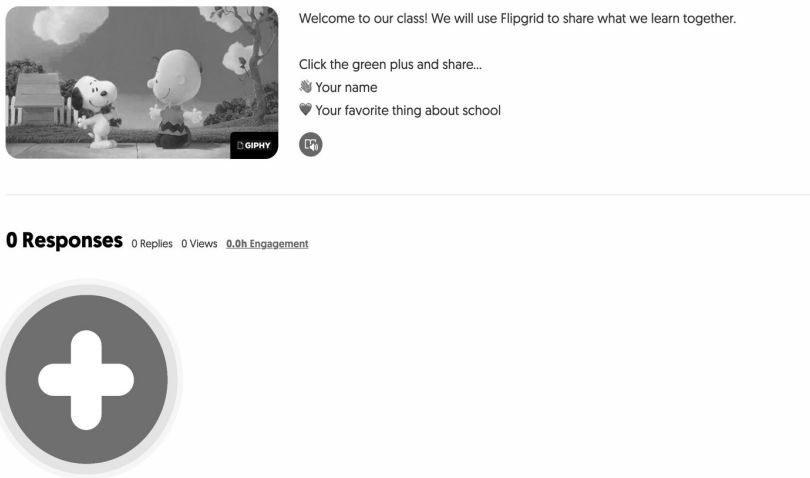 Welcome to our class! We will use Flipgrid to share what we learn together.
Click the green plus and share...
👋 Your name
🖤 Your favorite thing about school
GIPHY
0 Responses 0 Replies 0 Views 0.0h Engagement